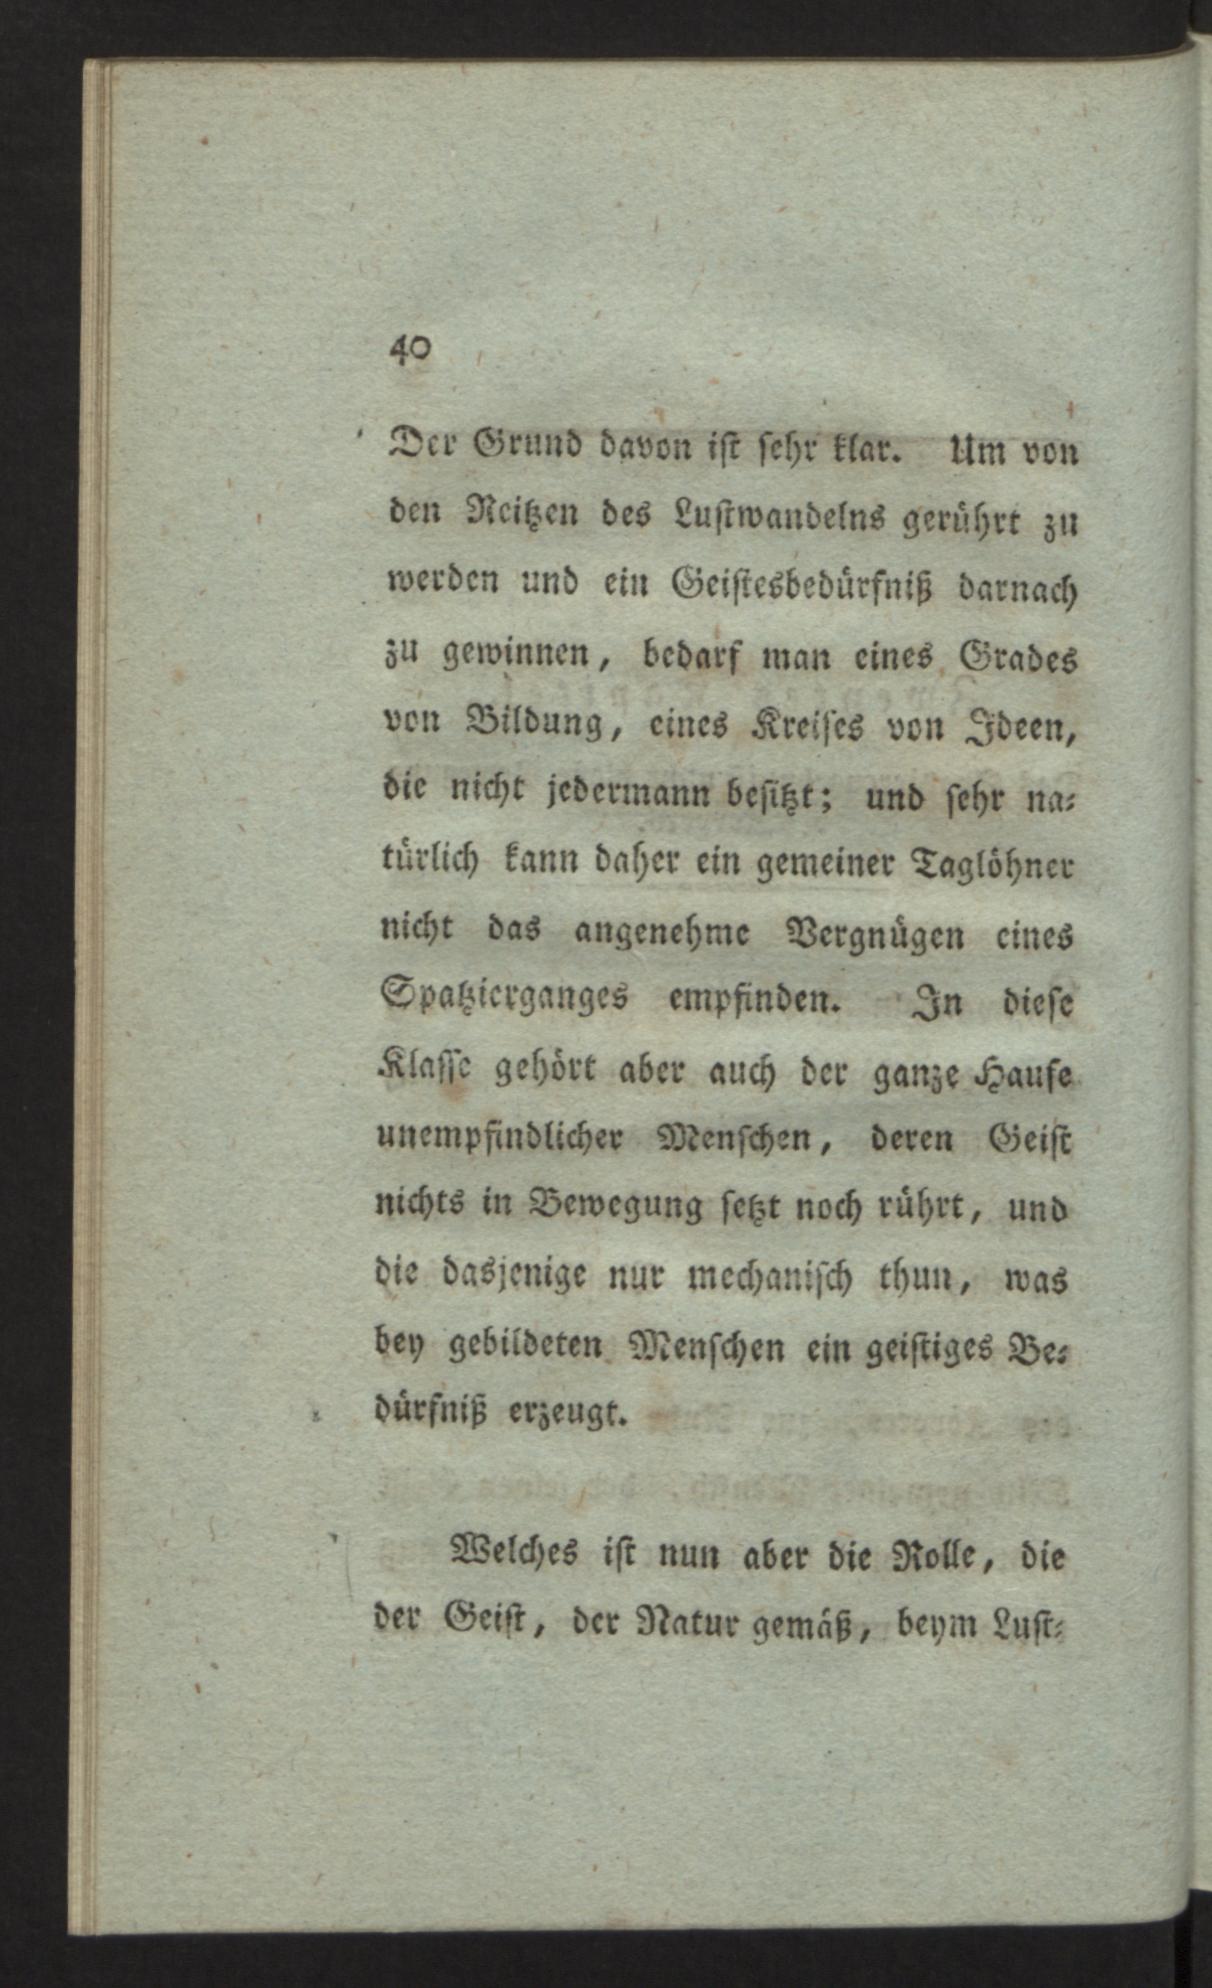 40
Der Grund davon iſt ſehr klar. Um von
den Reitzen des Luſtwandelns gerührt zu
werden und ein Geiſtesbedürfniß darnach
zu gewinnen, bedarf man eines Grades
von Bildung, eines Kreiſes von Ideen,
die nicht jedermann beſitzt; und ſehr na⸗
türlich kann daher ein gemeiner Taglöhner
nicht das angenehme Vergnügen eines
Spatzierganges empfinden. In dieſe
Klaſſe gehört aber auch der ganze Haufe
unempfindlicher Menſchen, deren Geiſt
nichts in Bewegung ſetzt noch rührt, und
die dasjenige nur mechaniſch thun, was
bey gebildeten Menſchen ein geiſtiges Be⸗
dürfniß erzeugt.
Welches iſt nun aber die Rolle, die
der Geiſt, der Natur gemäß, beym Luſt⸗